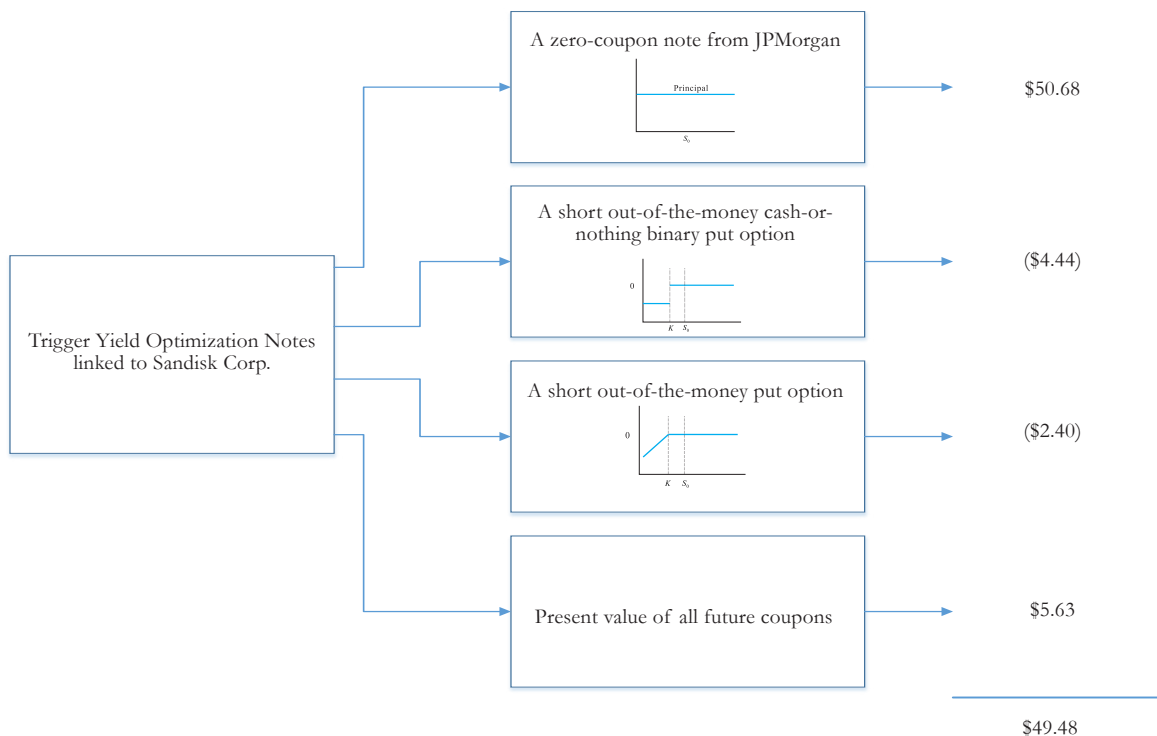 A zero-coupon note from JPMorgan
Principal
S₀
$50.68
A short out-of-the-money cash-or-
nothing binary put option
0
K S₀
($4.44)
Trigger Yield Optimization Notes
linked to Sandisk Corp.
A short out-of-the-money put option
0
K S₀
($2.40)
Present value of all future coupons
$5.63
$49.48